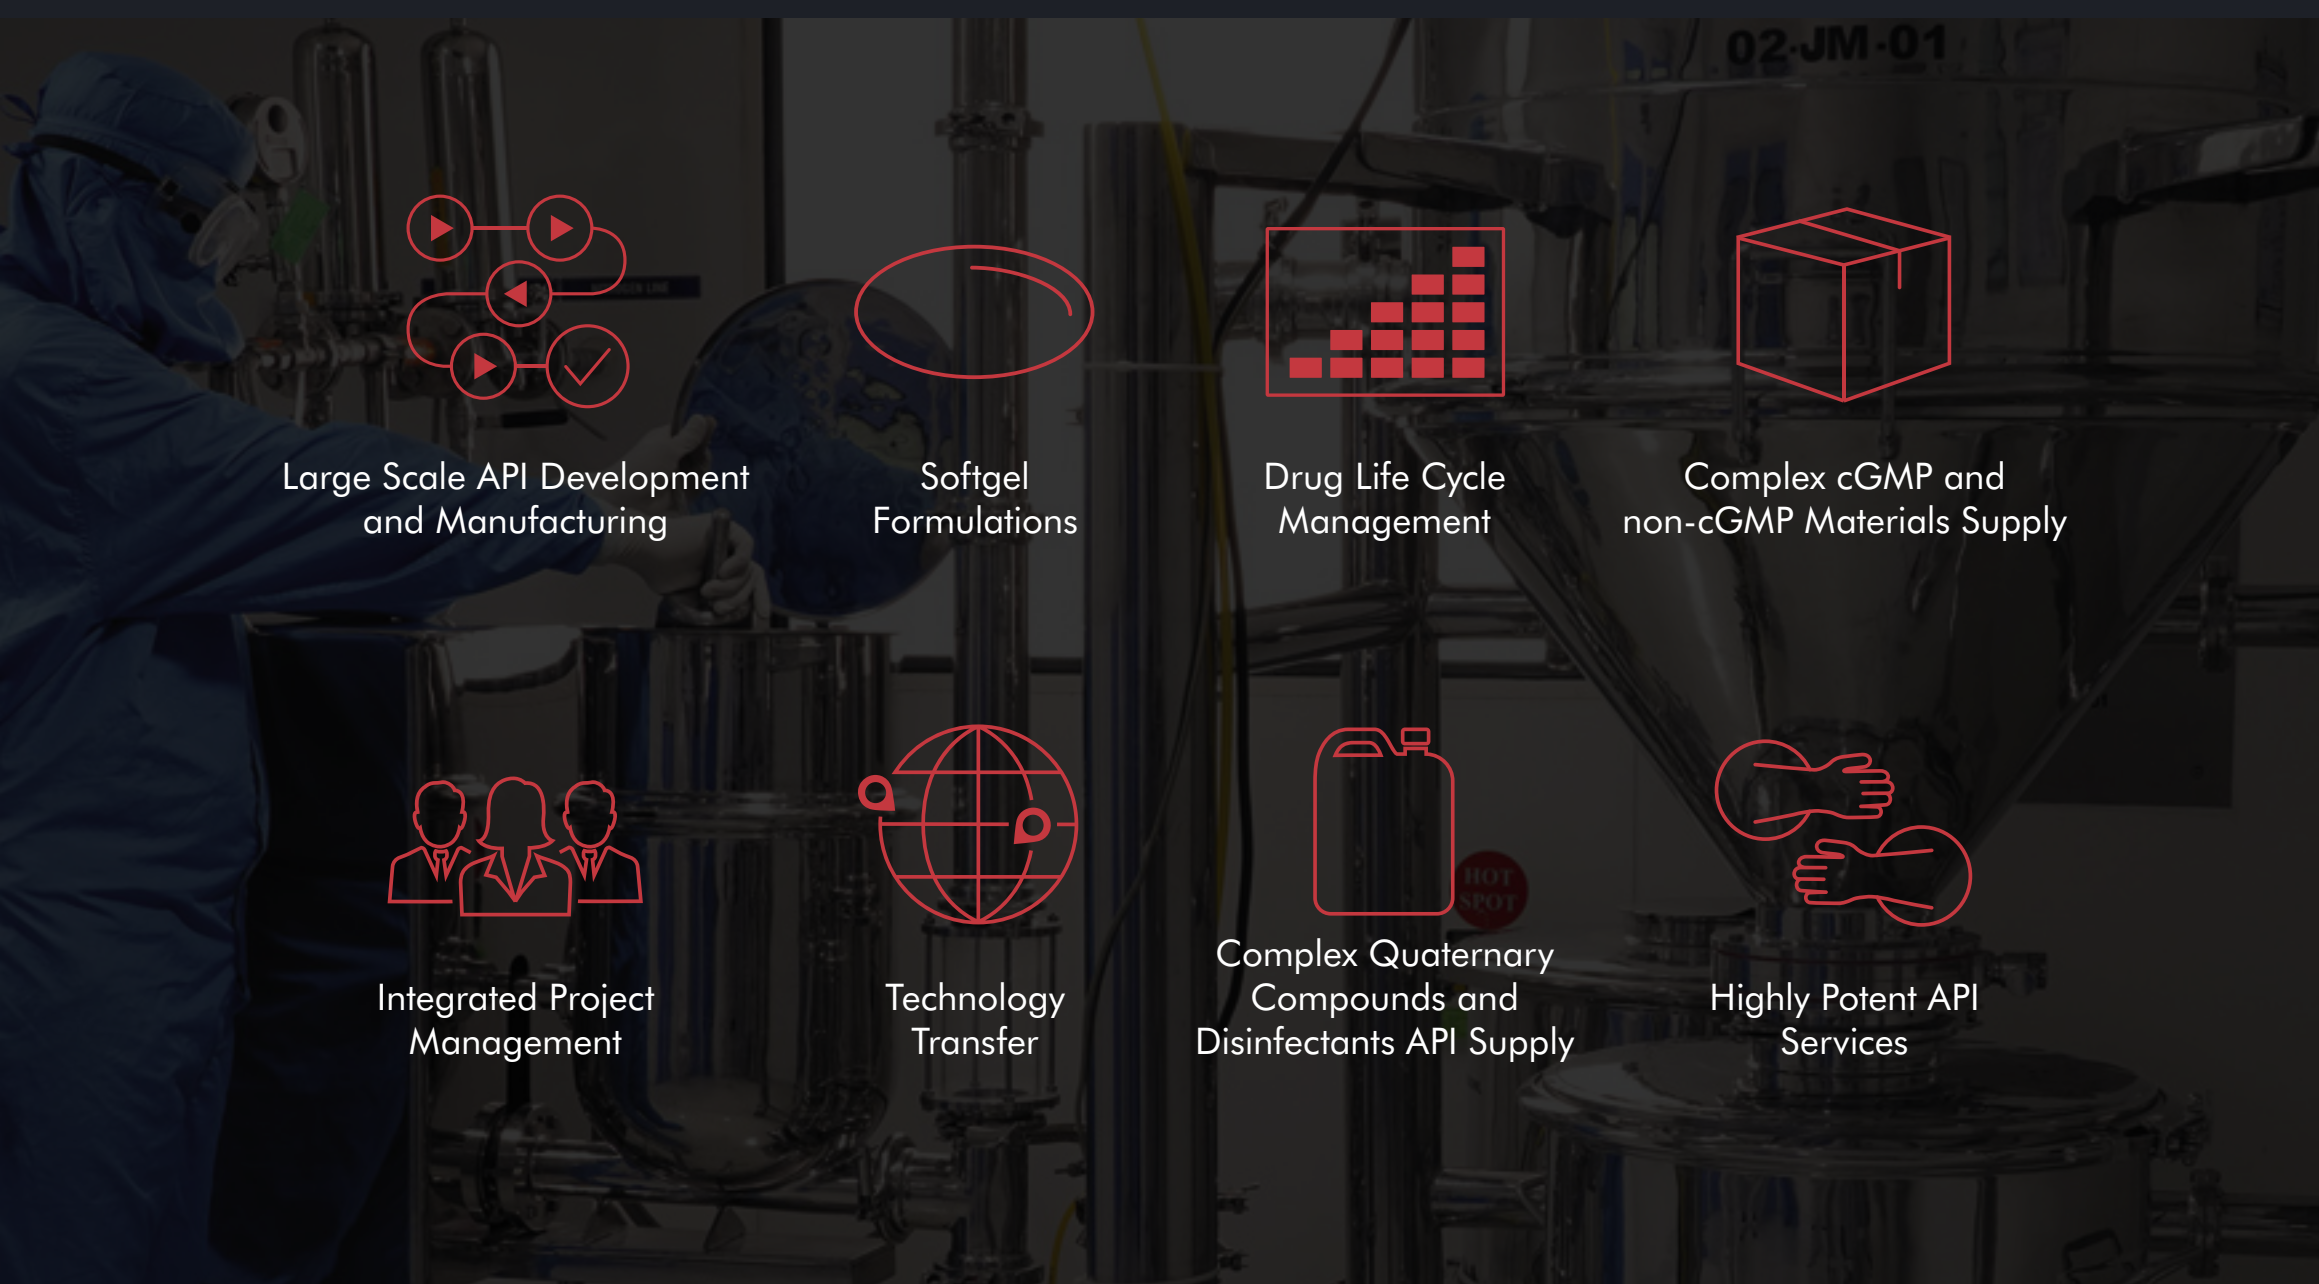 02-JM-01
Large Scale API Development
and Manufacturing
Softgel
Formulations
Drug Life Cycle
Management
Complex cGMP and
non-cGMP Materials Supply
Integrated Project
Management
Technology
Transfer
Complex Quaternary
Compounds and
Disinfectants API Supply
HOT
SPOT
Highly Potent API
Services